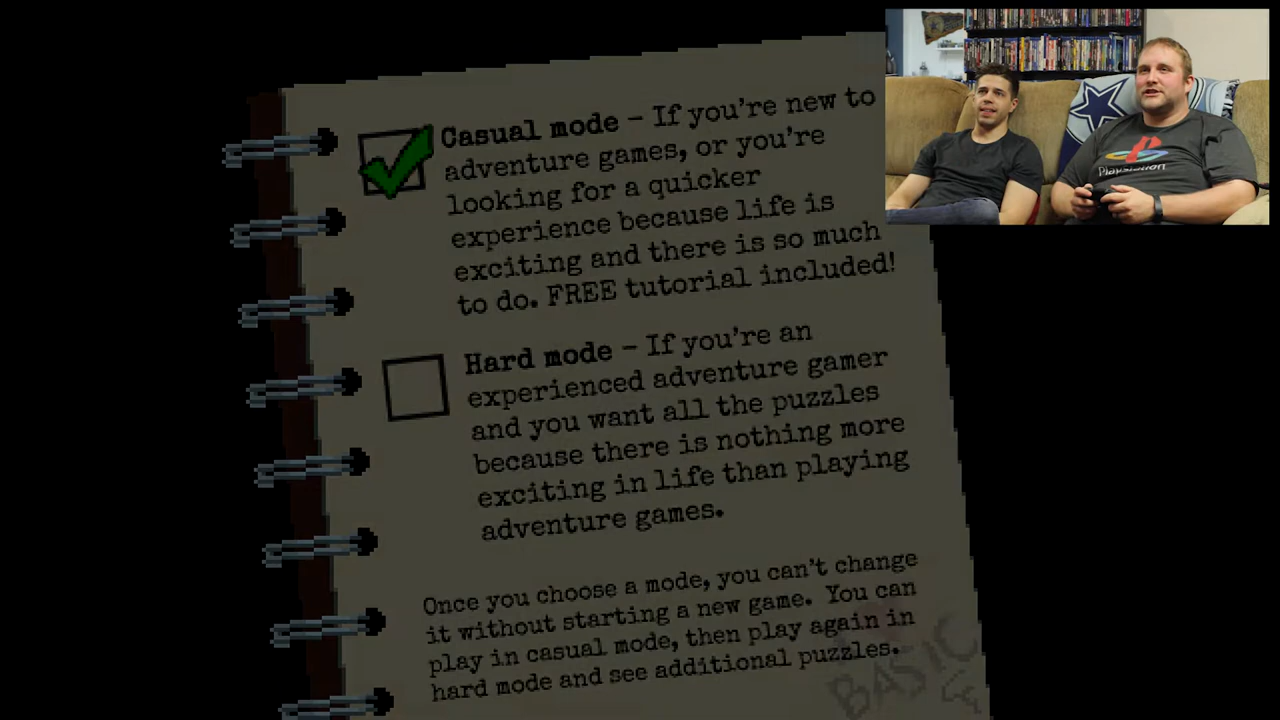 Casual mode – If you're new to
adventure games, or you're
looking for a quicker
experience because life is
exciting and there is so much
to do. FREE tutorial included!
Hard mode – If you're an
experienced adventure gamer
and you want all the puzzles
because there is nothing more
exciting in life than playing
adventure games.
Once you choose a mode, you can't change
it without starting a new game. You can
play in casual mode, then play again in
hard mode and see additional puzzles.
BASIC
PlayStation